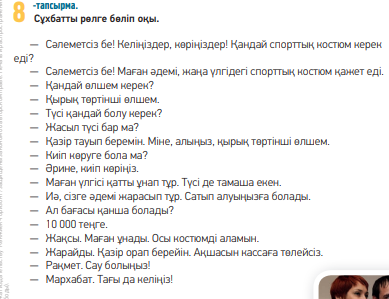 8 -тапсырма.
Сұхбатты рөлге бөліп оқы.
— Сәлеметсіз бе! Келіңіздер, көріңіздер! Қандай спорттық костюм керек
еді?
— Сәлеметсіз бе! Маған әдемі, жаңа үлгідегі спорттық костюм қажет еді.
— Қандай өлшем керек?
— Қырық төртінші өлшем.
— Түсі қандай болу керек?
— Жасыл түсі бар ма?
— Қазір тауып беремін. Міне, алыңыз, қырық төртінші өлшем.
— Киіп көруге бола ма?
— Әрине, киіп көріңіз.
— Маған үлгісі қатты ұнап тұр. Түсі де тамаша екен.
— Иә, сізге әдемі жарасып тұр. Сатып алуыңызға болады.
— Ал бағасы қанша болады?
— 10 000 теңге.
— Жақсы. Маған ұнады. Осы костюмді аламын.
— Жарайды. Қазір орап берейін. Ақшасын кассаға төлейсіз.
— Рақмет. Сау болыңыз!
— Мархабат. Тағы да келіңіз!